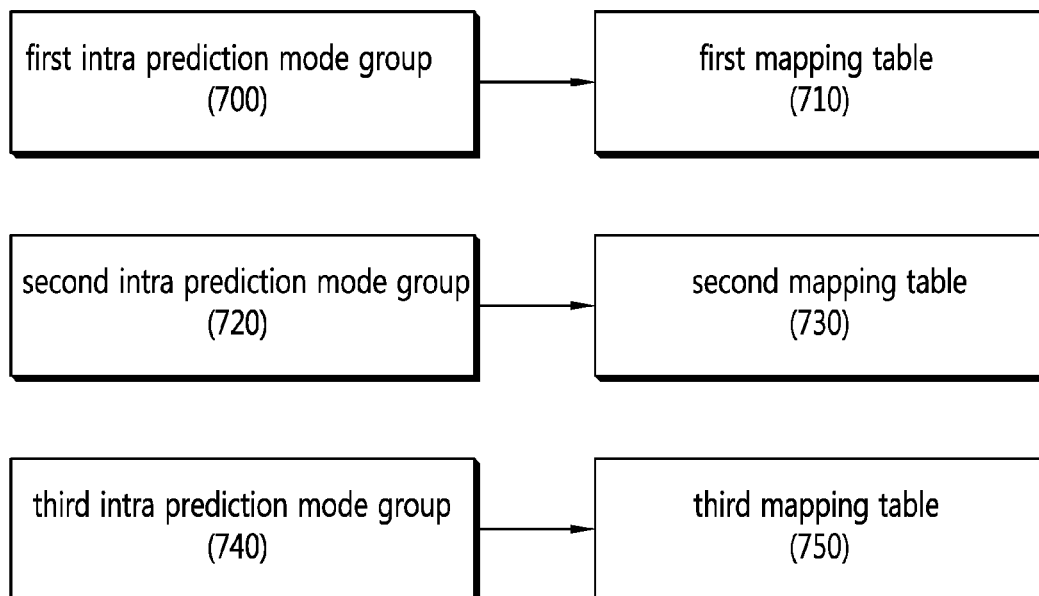 first intra prediction mode group
(700)
first mapping table
(710)
second intra prediction mode group
(720)
second mapping table
(730)
third intra prediction mode group
(740)
third mapping table
(750)